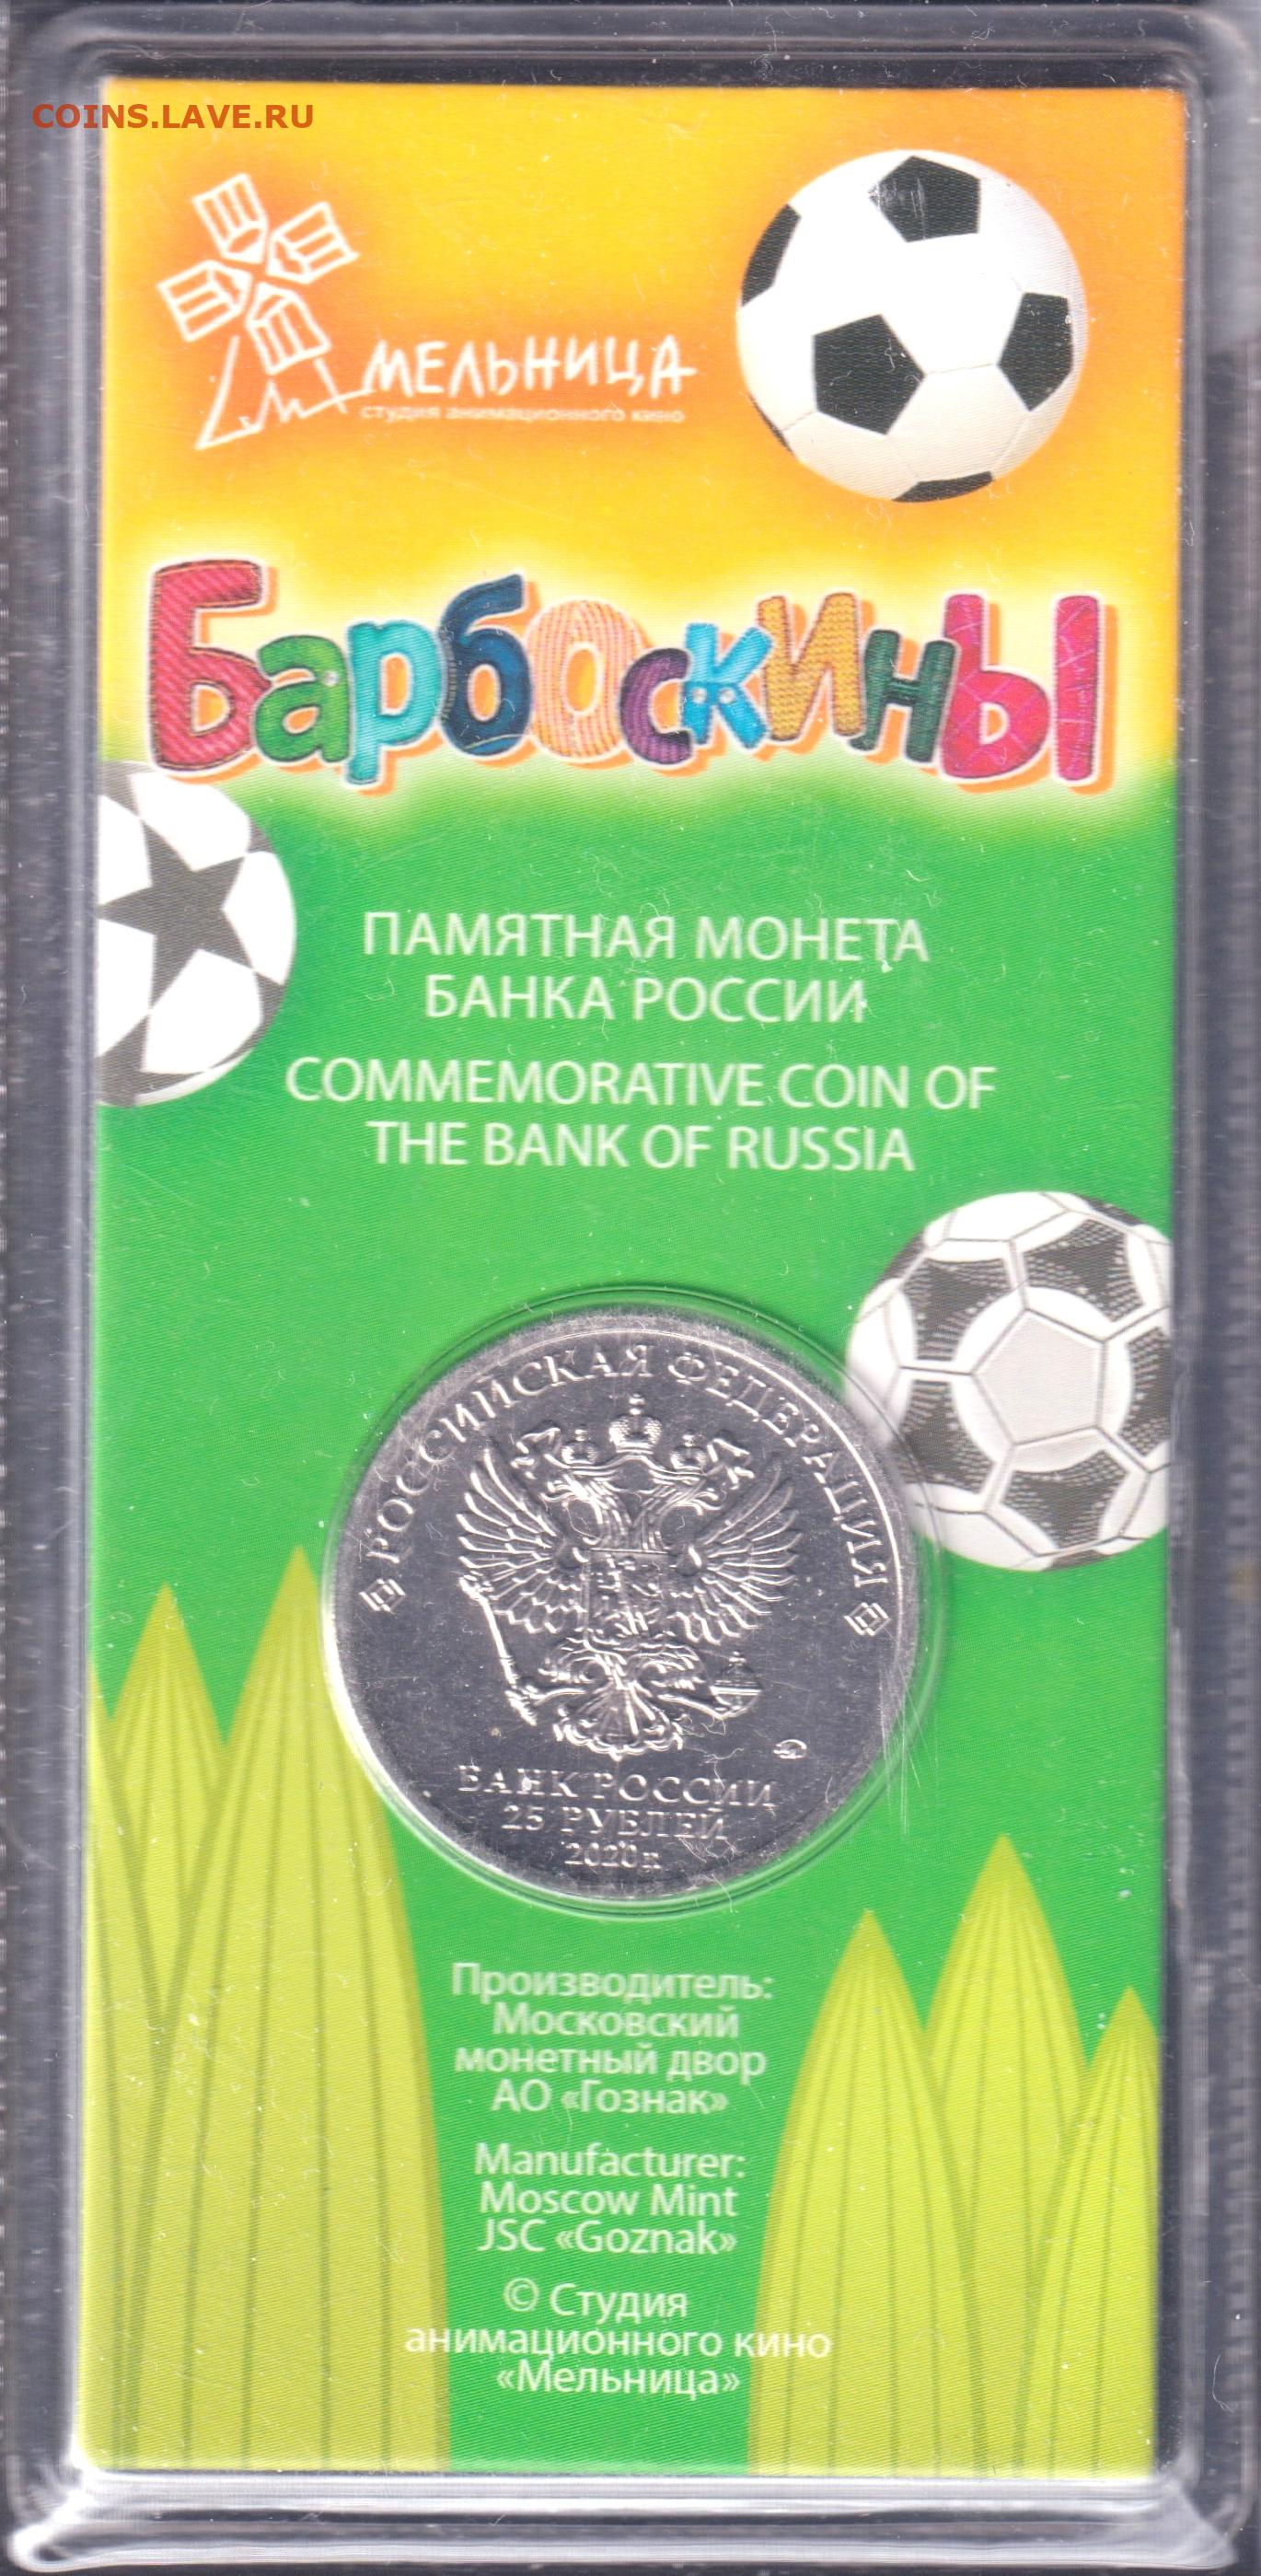 COINS.LAVE.RU
МЕЛЬНИЦА
студия анимационного кино
Барбоскины
ПАМЯТНАЯ МОНЕТА
БАНКА РОССИИ
COMMEMORATIVE COIN OF
THE BANK OF RUSSIA
РОССИЙСКАЯ ФЕДЕРАЦИЯ
БАНК РОССИИ
25 РУБЛЕЙ
2020 г.
Производитель:
Московский
монетный двор
АО «Гознак»
Manufacturer:
Moscow Mint
JSC «Goznak»
© Студия
анимационного кино
«Мельница»